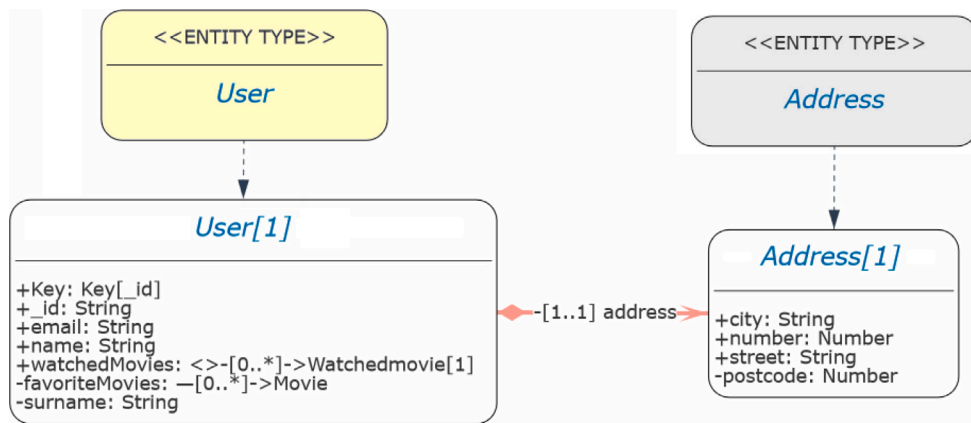 <<ENTITY TYPE>>
User
<<ENTITY TYPE>>
Address
User[1]
+Key: Key[_id]
+_id: String
+email: String
+name: String
+watchedMovies: <>-[0..*]->Watchedmovie[1]
-favoriteMovies: —[0..*]->Movie
-surname: String
-[1..1] address
Address[1]
+city: String
+number: Number
+street: String
-postcode: Number